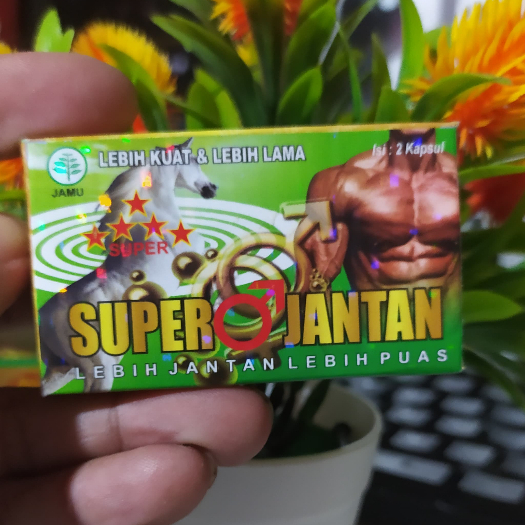 LEBIH KUAT & LEBIH LAMA
Isi : 2 Kapsul
JAMU
SUPER
SUPER JANTAN
LEBIH JANTAN LEBIH PUAS